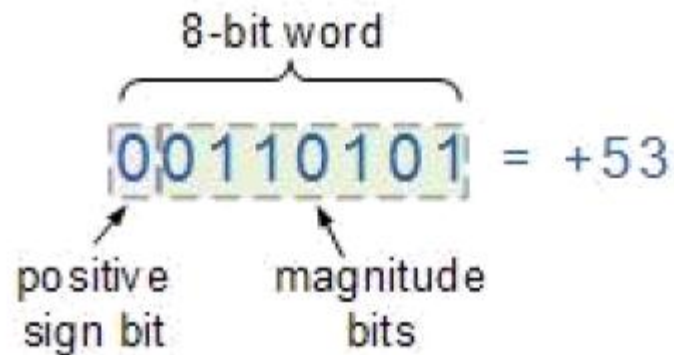 8-bit word
00110101 = +53
positive
sign bit
magnitude
bits